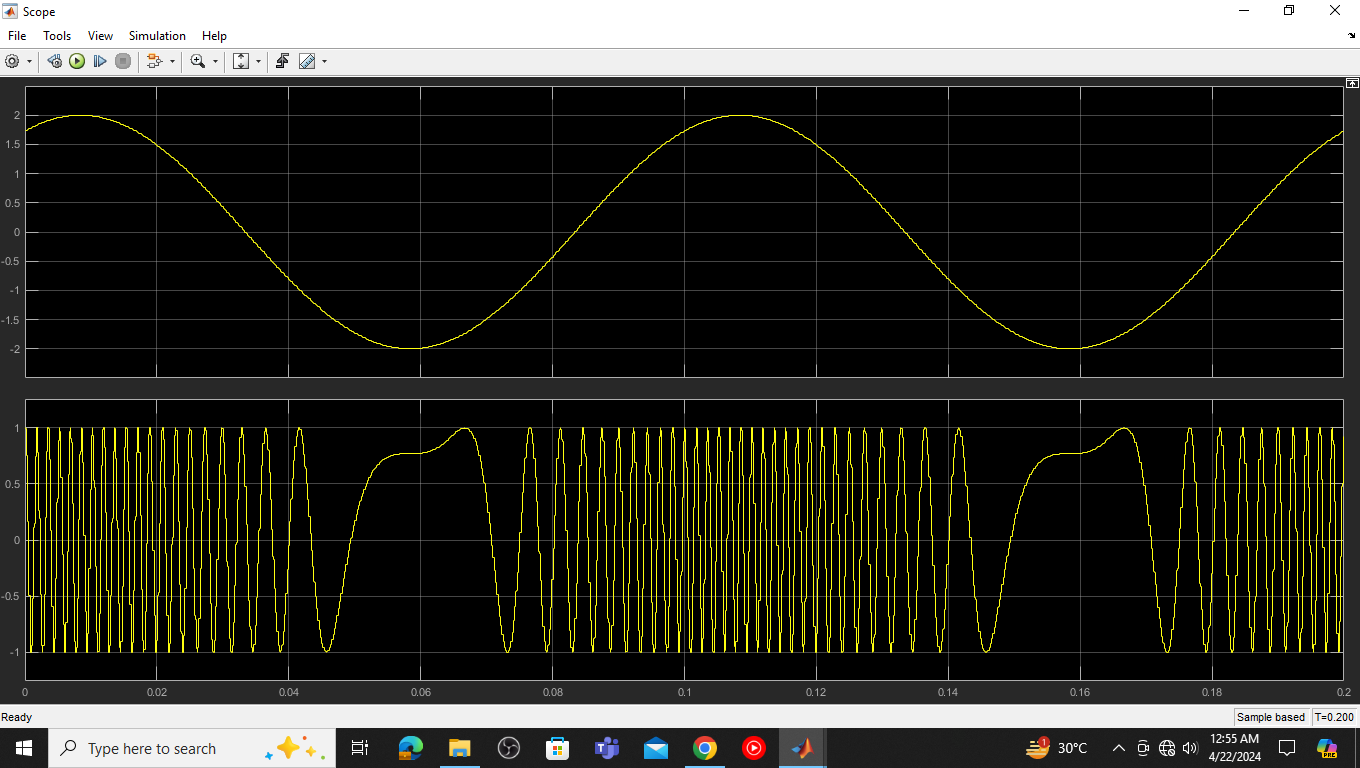 Scope
File Tools View Simulation Help
2
1.5
1
0.5
0
-0.5
-1
-1.5
-2
1
0.5
0
-0.5
-1
0 0.02 0.04 0.06 0.08 0.1 0.12 0.14 0.16 0.18 0.2
Ready Sample based T=0.200
Type here to search
1 30°C 12:55 AM
4/22/2024
PRE